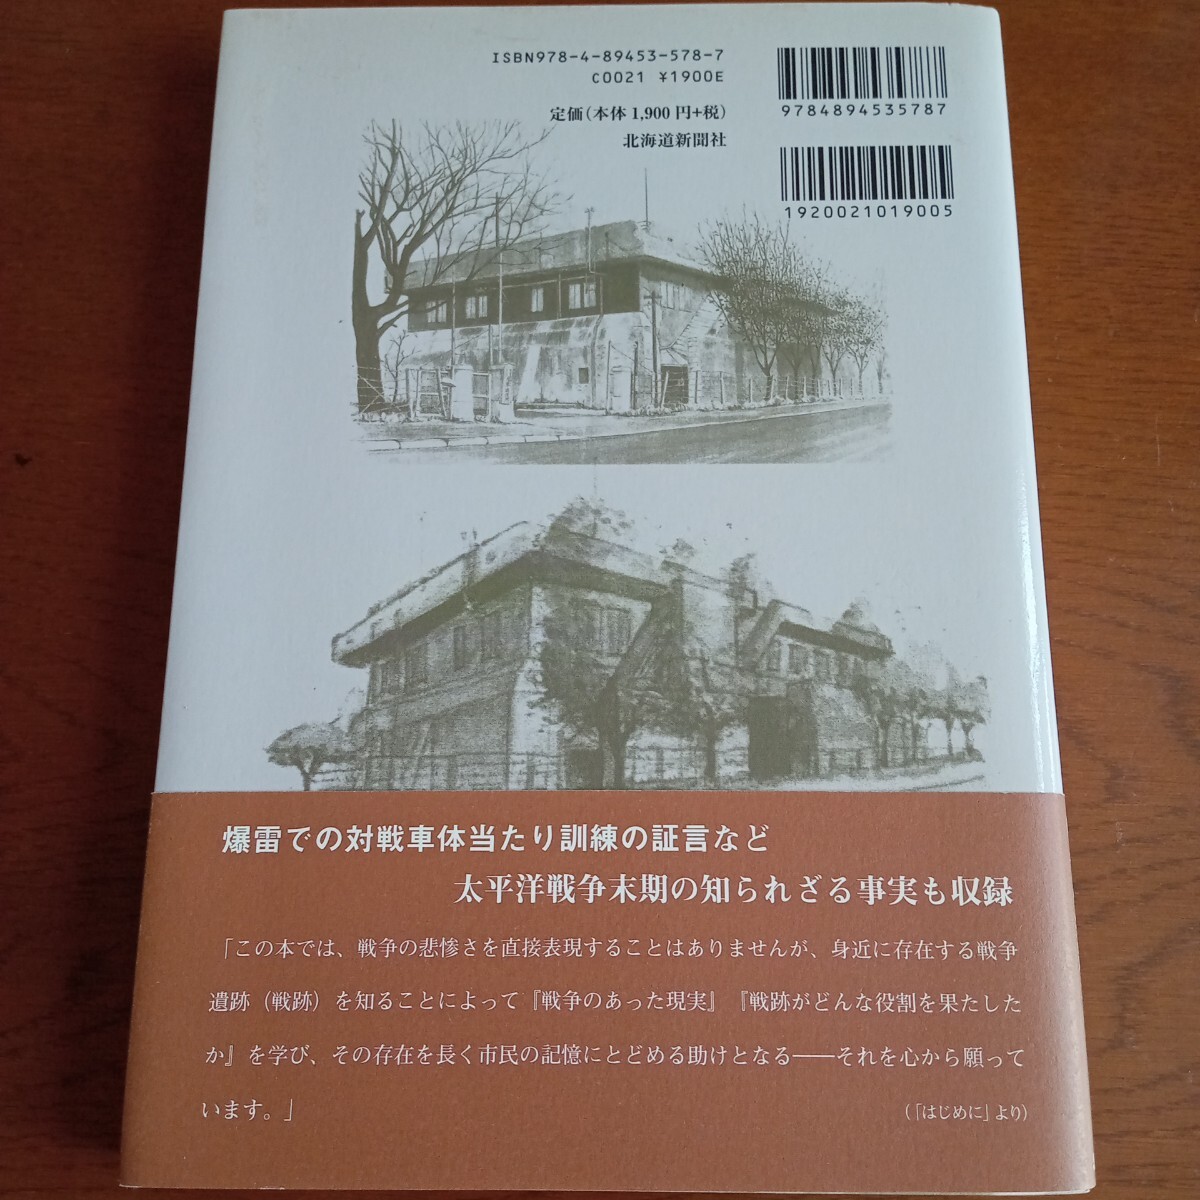 ISBN978-4-89453-578-7
C0021 ¥1900E
定価(本体1,900円+税)
北海道新聞社
9784894535787
1920021019005
爆雷での対戦車体当たり訓練の証言など
太平洋戦争末期の知られざる事実も収録
「この本では、戦争の悲惨さを直接表現することはありませんが、身近に存在する戦争
遺跡（戦跡）を知ることによって『戦争のあった現実』『戦跡がどんな役割を果たした
か』を学び、その存在を長く市民の記憶にとどめる助けとなる――それを心から願って
います。」
（「はじめに」より）